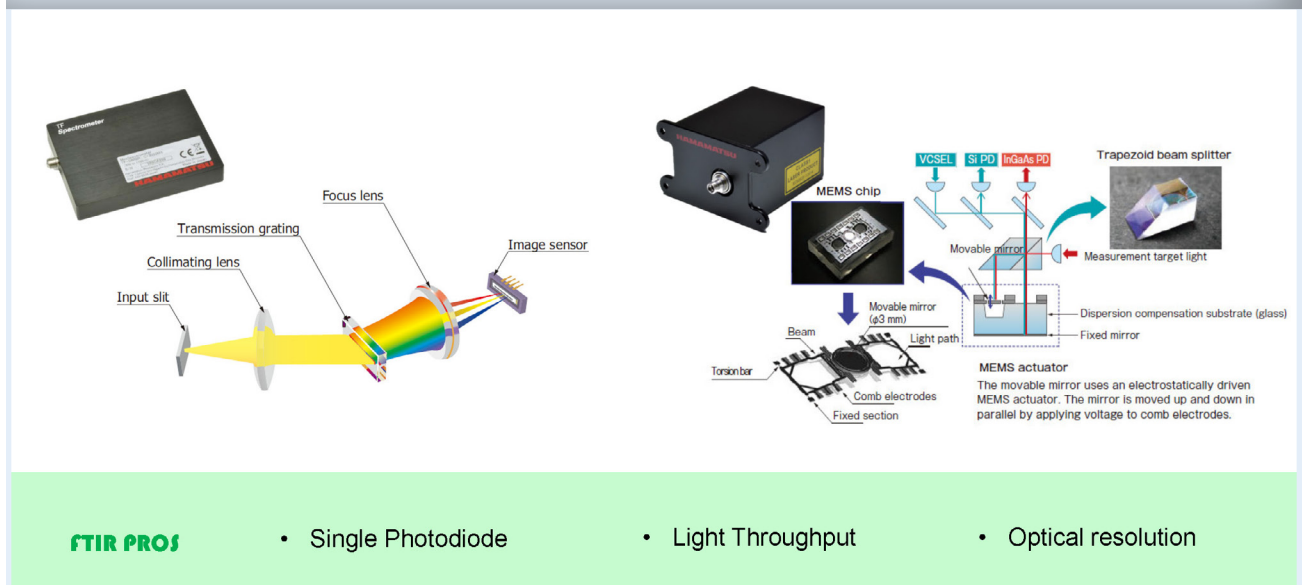 TF
Spectrometer
HAMAMATSU
Focus lens
Transmission grating
Image sensor
Collimating lens
Input slit
HAMAMATSU
VCSEL
Si PD
InGaAs PD
Trapezoid beam splitter
MEMS chip
Movable mirror
Measurement target light
Movable mirror
(φ3 mm)
Beam
Light path
Dispersion compensation substrate (glass)
Fixed mirror
Torsion bar
Comb electrodes
Fixed section
MEMS actuator
The movable mirror uses an electrostatically driven
MEMS actuator. The mirror is moved up and down in
parallel by applying voltage to comb electrodes.
FTIR PROS
• Single Photodiode
• Light Throughput
• Optical resolution